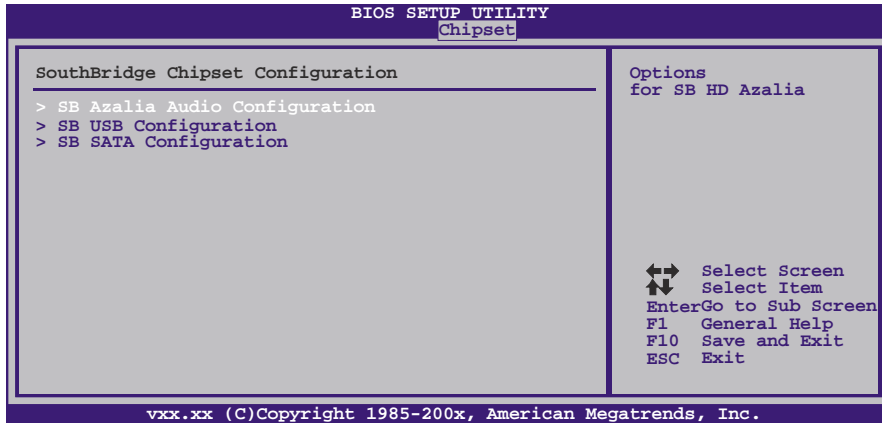 BIOS SETUP UTILITY
Chipset
SouthBridge Chipset Configuration
> SB Azalia Audio Configuration
> SB USB Configuration
> SB SATA Configuration
Options
for SB HD Azalia
Select Screen
Select Item
EnterGo to Sub Screen
F1 General Help
F10 Save and Exit
ESC Exit
vxx.xx (C)Copyright 1985-200x, American Megatrends, Inc.